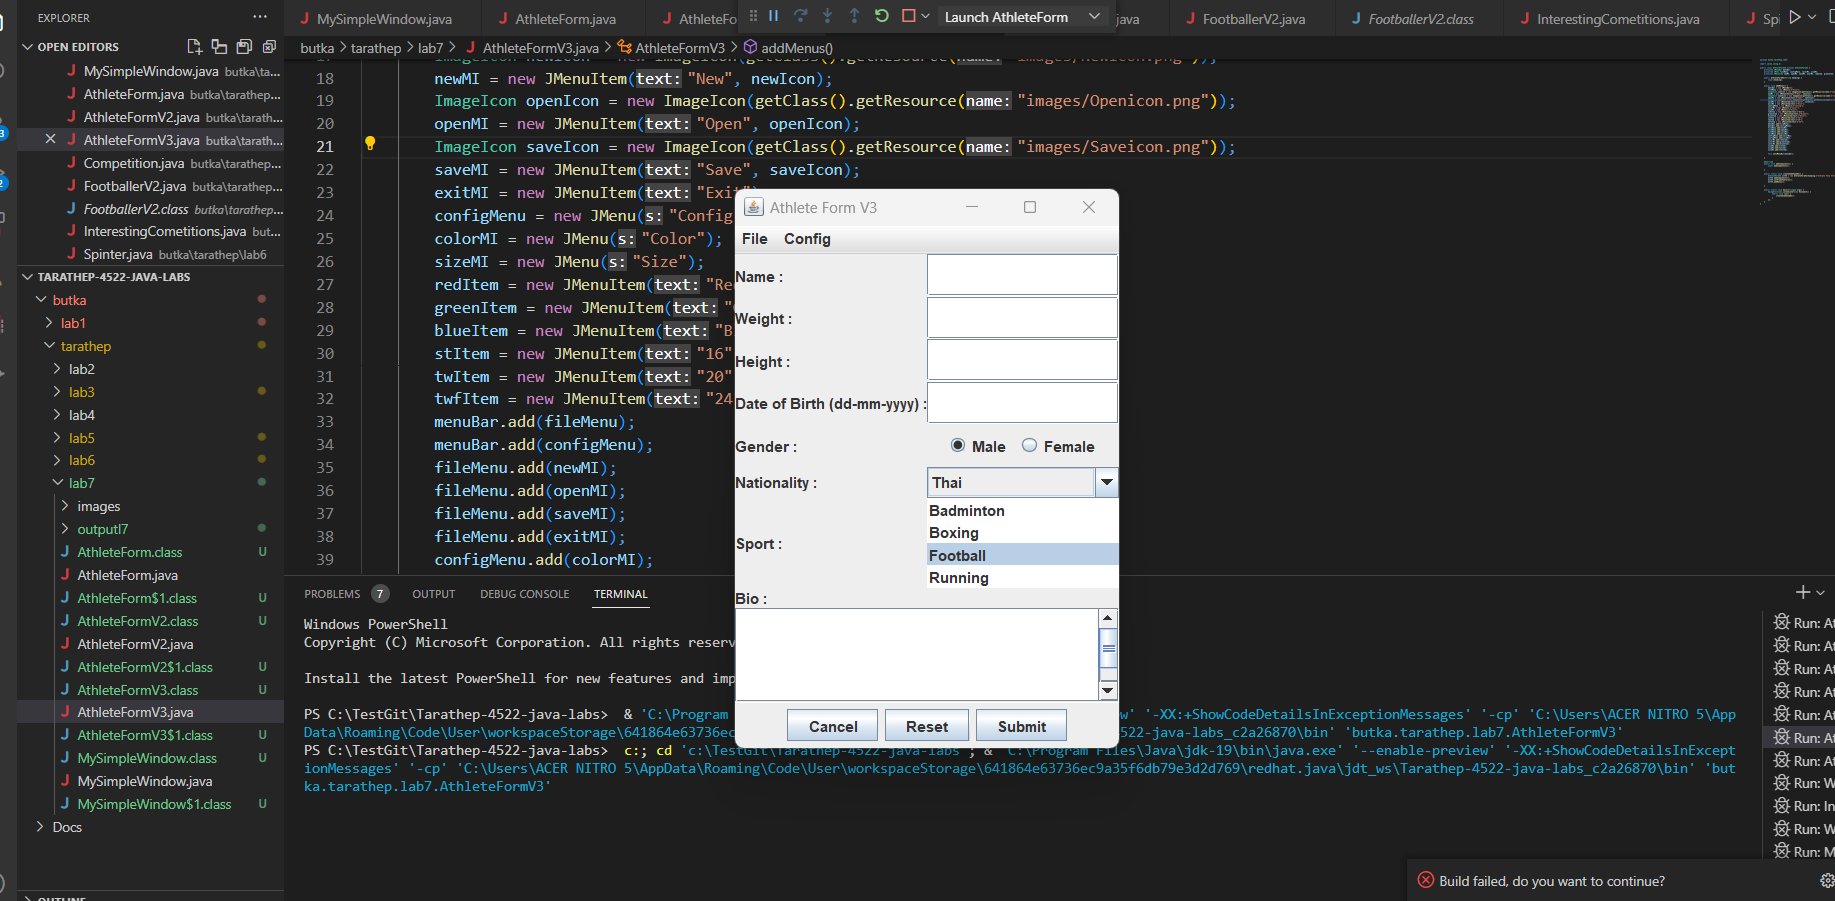 EXPLORER
OPEN EDITORS
MySimpleWindow.java butka\ta...
AthleteForm.java butka\tarathep...
AthleteFormV2.java butka\tarath...
AthleteFormV3.java butka\tarath...
Competition.java butka\tarathep...
FootballerV2.java butka\tarathep...
FootballerV2.class butka\tarathep...
InterestingCometitions.java but...
Spinter.java butka\tarathep\lab6
TARATHEP-4522-JAVA-LABS
butka
lab1
tarathep
lab2
lab3
lab4
lab5
lab6
lab7
images
outputl7
AthleteForm.class U
AthleteForm.java
AthleteForm$1.class U
AthleteFormV2.class U
AthleteFormV2.java
AthleteFormV2$1.class U
AthleteFormV3.class U
AthleteFormV3.java
AthleteFormV3$1.class U
MySimpleWindow.class U
MySimpleWindow.java
MySimpleWindow$1.class U
Docs
OUTLINE
MySimpleWindow.java AthleteForm.java AthleteFo Launch AthleteForm java FootballerV2.java FootballerV2.class InterestingCometitions.java Spi
butka > tarathep > lab7 > AthleteFormV3.java > AthleteFormV3 > addMenus()
18 newMI = new JMenuItem(text: "New", newIcon);
19 ImageIcon openIcon = new ImageIcon(getClass().getResource(name: "images/Openicon.png"));
20 openMI = new JMenuItem(text: "Open", openIcon);
21 ImageIcon saveIcon = new ImageIcon(getClass().getResource(name: "images/Saveicon.png"));
22 saveMI = new JMenuItem(text: "Save", saveIcon);
23 exitMI = new JMenuItem(text: "Exit")
24 configMenu = new JMenu(s: "Config
25 colorMI = new JMenu(s: "Color");
26 sizeMI = new JMenu(s: "Size");
27 redItem = new JMenuItem(text: "Re
28 greenItem = new JMenuItem(text: "
29 blueItem = new JMenuItem(text: "B
30 stItem = new JMenuItem(text: "16"
31 twItem = new JMenuItem(text: "20"
32 twfItem = new JMenuItem(text: "24
33 menuBar.add(fileMenu);
34 menuBar.add(configMenu);
35 fileMenu.add(newMI);
36 fileMenu.add(openMI);
37 fileMenu.add(saveMI);
38 fileMenu.add(exitMI);
39 configMenu.add(colorMI);
Athlete Form V3
File Config
Name :
Weight :
Height :
Date of Birth (dd-mm-yyyy) :
Gender : Male Female
Nationality : Thai
Sport :
Badminton
Boxing
Football
Running
Bio :
Cancel Reset Submit
PROBLEMS 7 OUTPUT DEBUG CONSOLE TERMINAL
Windows PowerShell
Copyright (C) Microsoft Corporation. All rights reserv
Install the latest PowerShell for new features and imp
PS C:\TestGit\Tarathep-4522-java-labs> & 'C:\Program w' '-XX:+ShowCodeDetailsInExceptionMessages' '-cp' 'C:\Users\ACER NITRO 5\App
Data\Roaming\Code\User\workspaceStorage\641864e63736ec 522-java-labs_c2a26870\bin' 'butka.tarathep.lab7.AthleteFormV3'
PS C:\TestGit\Tarathep-4522-java-labs> c:; cd 'c:\TestGit\Tarathep-4522-java-labs'; & 'C:\Program Files\Java\jdk-19\bin\java.exe' '--enable-preview' '-XX:+ShowCodeDetailsInExcept
ionMessages' '-cp' 'C:\Users\ACER NITRO 5\AppData\Roaming\Code\User\workspaceStorage\641864e63736ec9a35f6db79e3d2d769\redhat.java\jdt_ws\Tarathep-4522-java-labs_c2a26870\bin' 'but
ka.tarathep.lab7.AthleteFormV3'
Run: At
Run: At
Run: At
Run: At
Run: At
Run: At
Run: At
Run: W
Run: In
Run: W
Run: M
Build failed, do you want to continue?